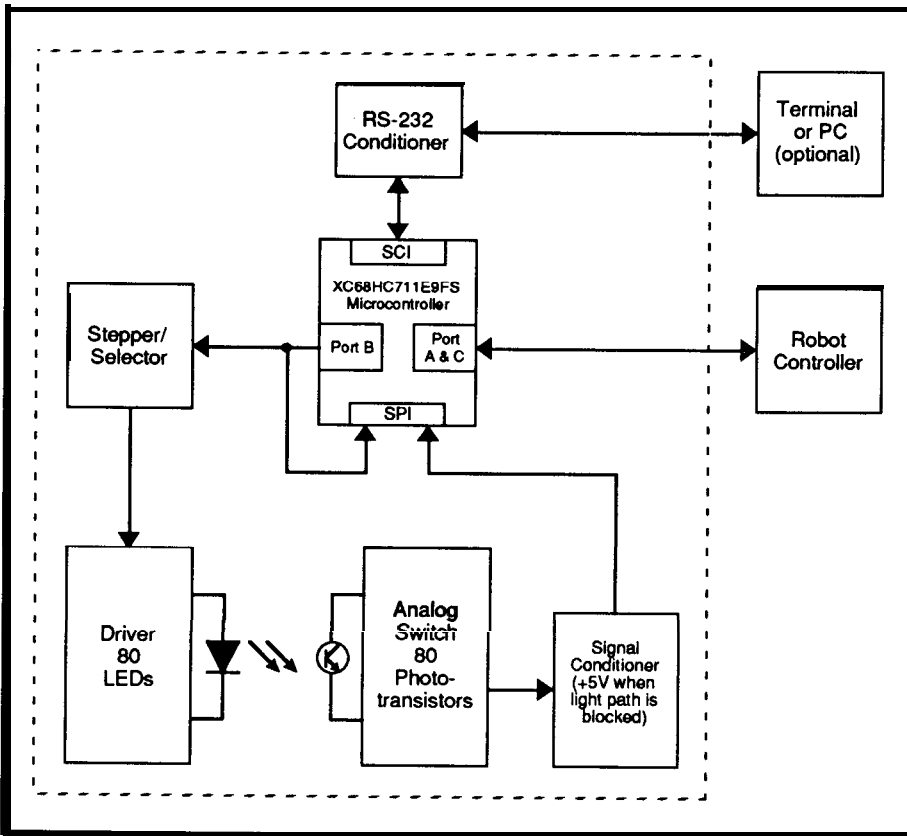 RS-232
Conditioner
Terminal
or PC
(optional)
SCI
XC68HC711E9FS
Microcontroller
Port B
Port
A & C
SPI
Stepper/
Selector
Robot
Controller
Driver
80
LEDs
Analog
Switch
80
Photo-
transistors
Signal
Conditioner
(+5V when
light path is
blocked)